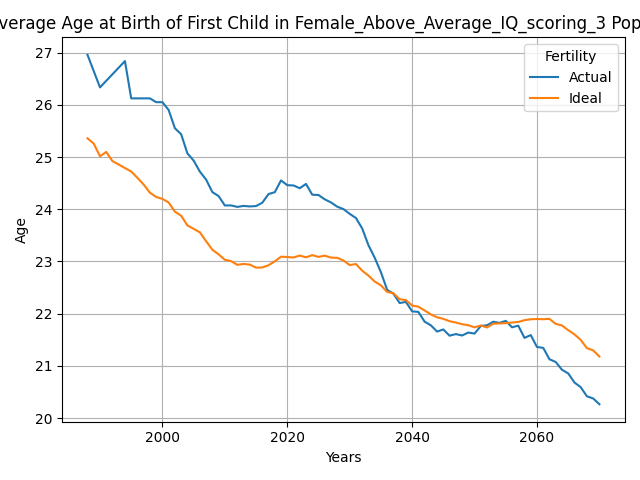 verage Age at Birth of First Child in Female_Above_Average_IQ_scoring_3 Pop
27
26
25
24
23
22
21
20
Age
2000
2020
2040
2060
Years
Fertility
Actual
Ideal